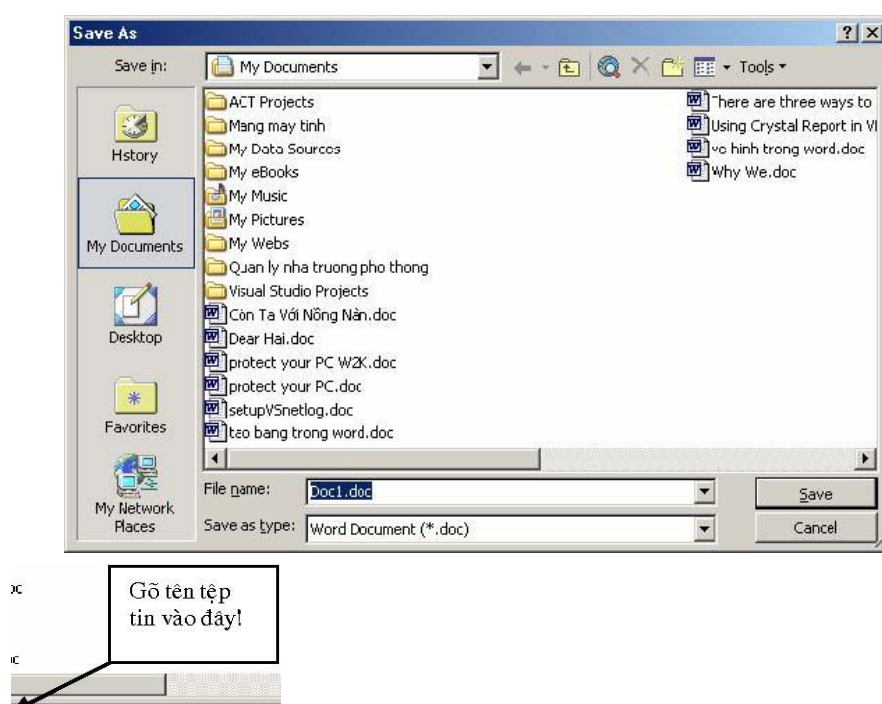 Save As
Save in:
My Documents
Tools
History
My Documents
Desktop
Favorites
My Network
Places
ACT Projects
Mang may tinh
My Data Sources
My eBooks
My Music
My Pictures
My Webs
Quan ly nha truong pho thong
Visual Studio Projects
Còn Ta Với Nồng Nàn.doc
Dear Hai.doc
protect your PC W2K.doc
protect your PC.doc
setupVSnetlog.doc
tao bang trong word.doc
There are three ways to
Using Crystal Report in
ve hinh trong word.doc
Why We.doc
File name:
Doc1.doc
Save
Save as type:
Word Document (*.doc)
Cancel
Gõ tên tệp
tin vào đây!